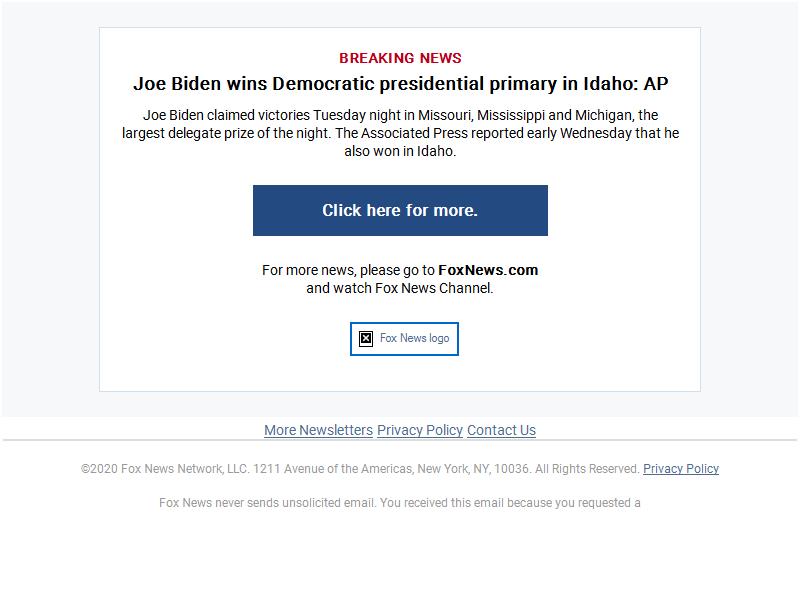 BREAKING NEWS
Joe Biden wins Democratic presidential primary in Idaho: AP
Joe Biden claimed victories Tuesday night in Missouri, Mississippi and Michigan, the
largest delegate prize of the night. The Associated Press reported early Wednesday that he
also won in Idaho.
Click here for more.
For more news, please go to FoxNews.com
and watch Fox News Channel.
Fox News logo
More Newsletters Privacy Policy Contact Us
©2020 Fox News Network, LLC. 1211 Avenue of the Americas, New York, NY, 10036. All Rights Reserved. Privacy Policy
Fox News never sends unsolicited email. You received this email because you requested a